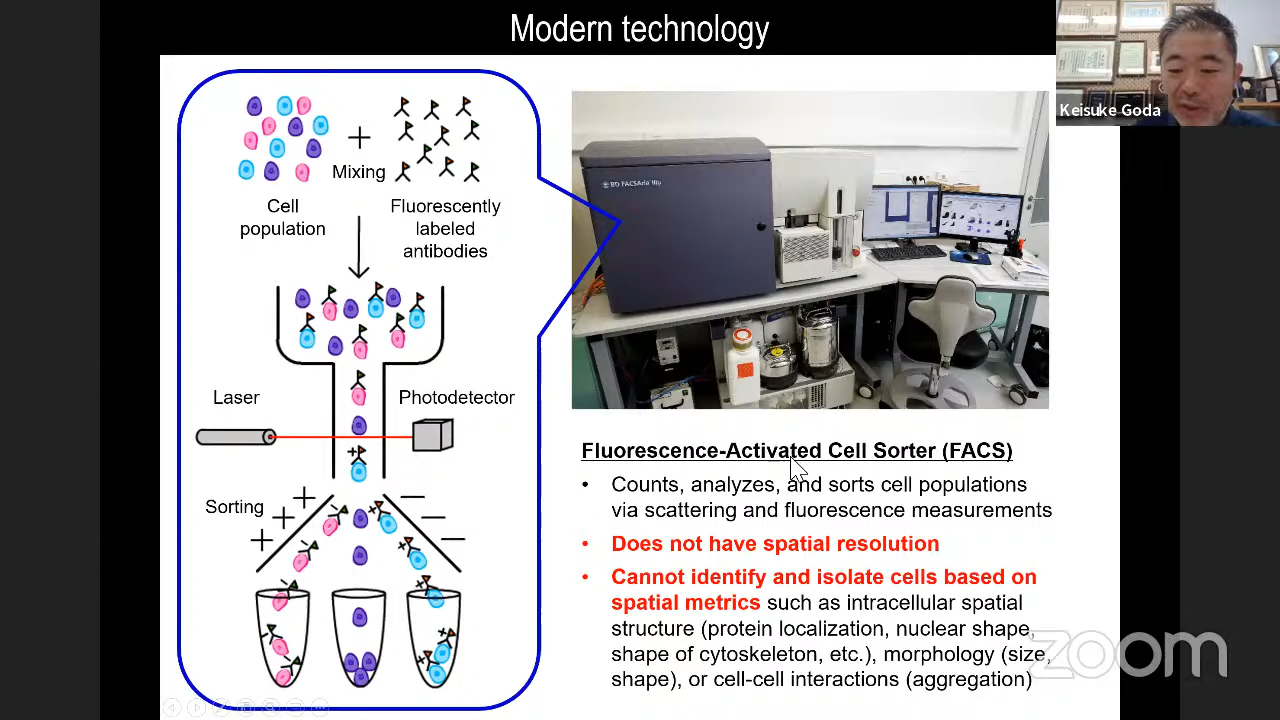 Modern technology
Keisuke Goda
+
Mixing
Cell
population
Fluorescently
labeled
antibodies
BD FACSAria IIIu
Laser
Photodetector
Sorting
Fluorescence-Activated Cell Sorter (FACS)
• Counts, analyzes, and sorts cell populations
via scattering and fluorescence measurements
• Does not have spatial resolution
• Cannot identify and isolate cells based on
spatial metrics such as intracellular spatial
structure (protein localization, nuclear shape,
shape of cytoskeleton, etc.), morphology (size,
shape), or cell-cell interactions (aggregation)
zoom